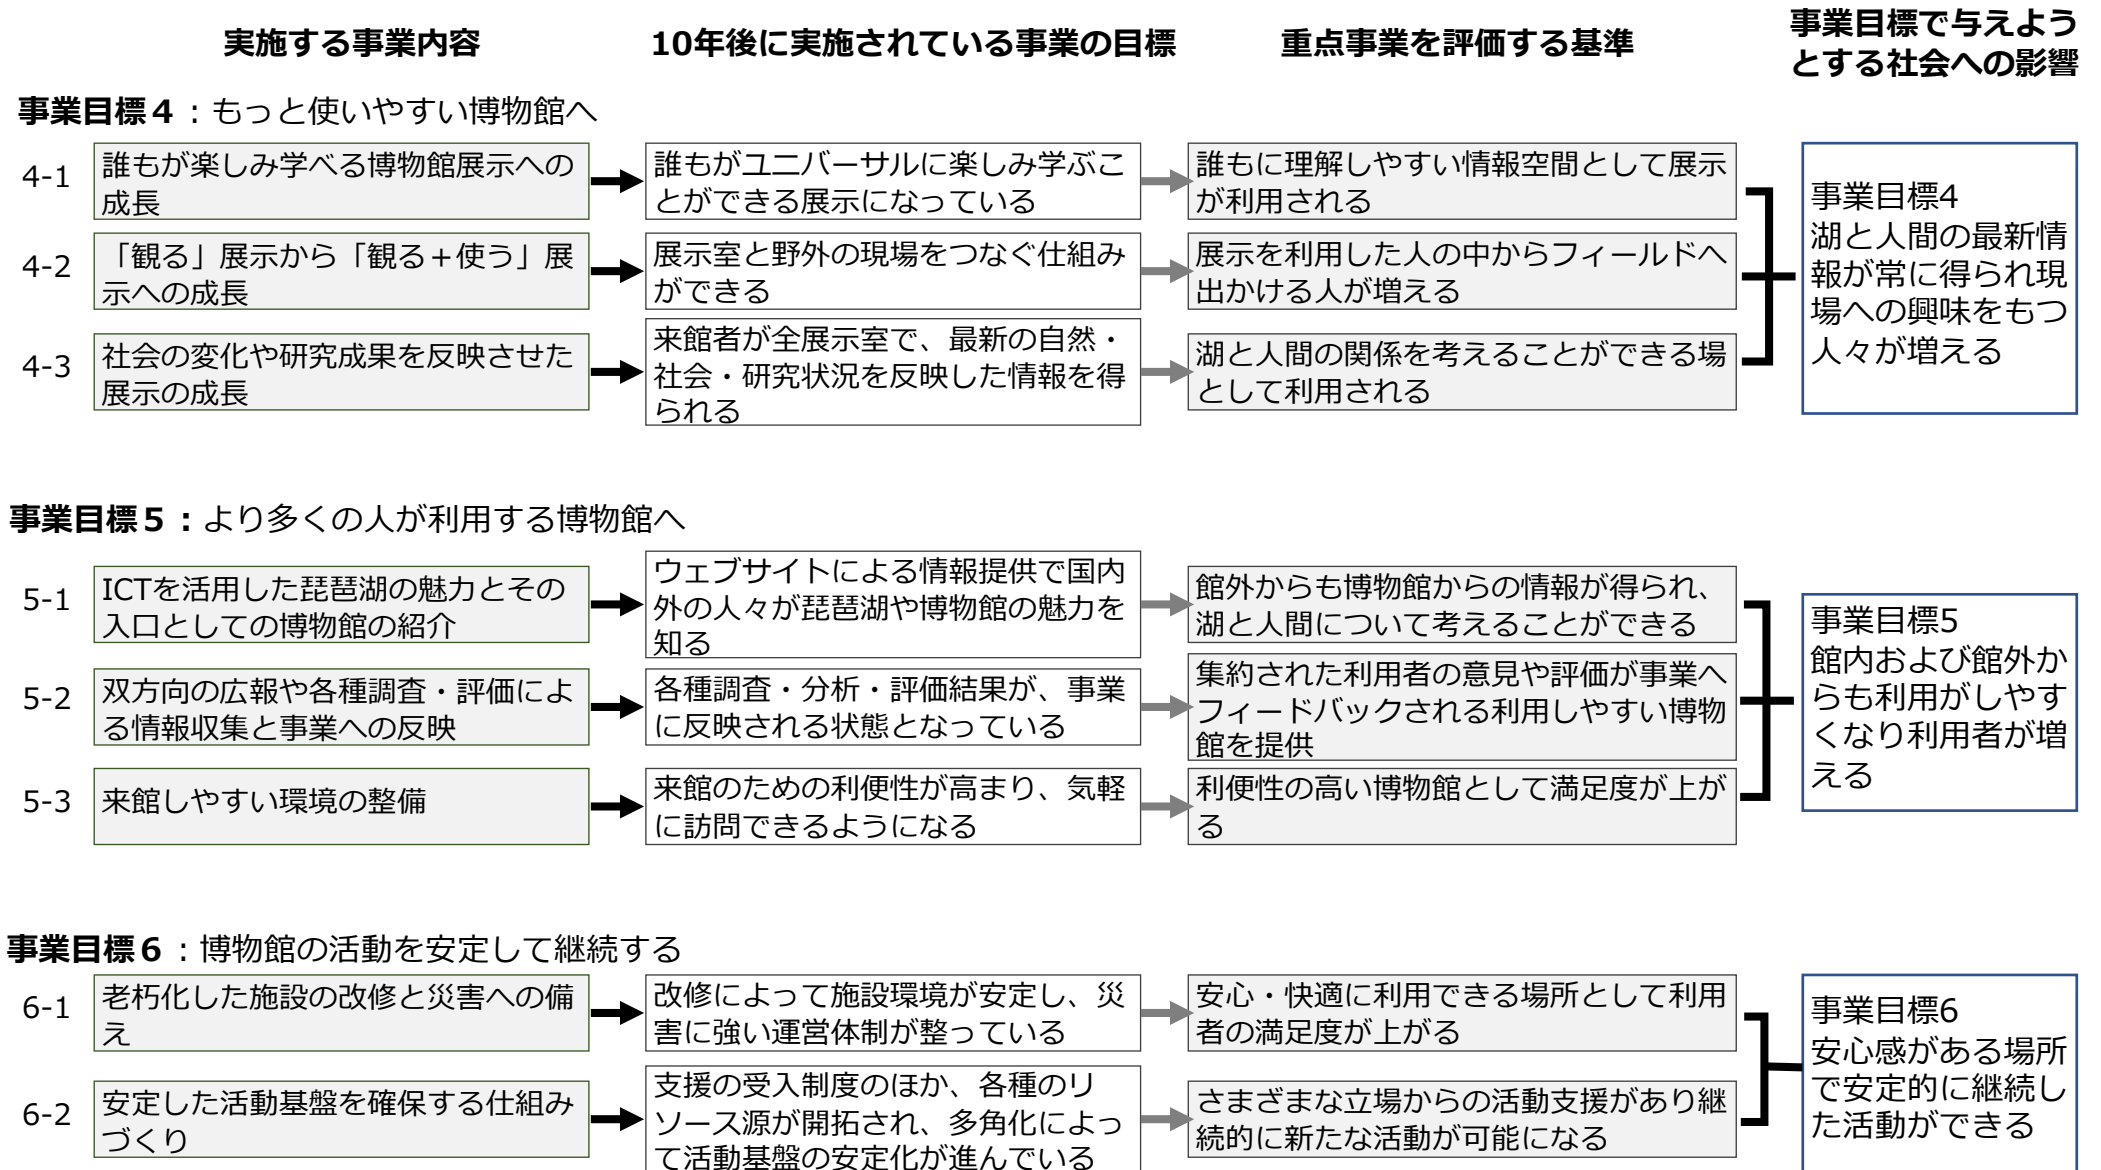 実施する事業内容
10年後に実施されている事業の目標
重点事業を評価する基準
事業目標で与えよう
とする社会への影響
事業目標４：もっと使いやすい博物館へ
4-1
誰もが楽しみ学べる博物館展示への
成長
誰もがユニバーサルに楽しみ学ぶこ
とができる展示になっている
誰もに理解しやすい情報空間として展示
が利用される
4-2
「観る」展示から「観る＋使う」展
示への成長
展示室と野外の現場をつなぐ仕組み
ができる
展示を利用した人の中からフィールドへ
出かける人が増える
4-3
社会の変化や研究成果を反映させた
展示の成長
来館者が全展示室で、最新の自然・
社会・研究状況を反映した情報を得
られる
湖と人間の関係を考えることができる場
として利用される
事業目標4
湖と人間の最新情
報が常に得られ現
場への興味をもつ
人々が増える
事業目標５：より多くの人が利用する博物館へ
5-1
ICTを活用した琵琶湖の魅力とその
入口としての博物館の紹介
ウェブサイトによる情報提供で国内
外の人々が琵琶湖や博物館の魅力を
知る
館外からも博物館からの情報が得られ、
湖と人間について考えることができる
5-2
双方向の広報や各種調査・評価によ
る情報収集と事業への反映
各種調査・分析・評価結果が、事業
に反映される状態となっている
集約された利用者の意見や評価が事業へ
フィードバックされる利用しやすい博物
館を提供
5-3
来館しやすい環境の整備
来館のための利便性が高まり、気軽
に訪問できるようになる
利便性の高い博物館として満足度が上が
る
事業目標5
館内および館外か
らも利用がしやす
くなり利用者が増
える
事業目標６：博物館の活動を安定して継続する
6-1
老朽化した施設の改修と災害への備
え
改修によって施設環境が安定し、災
害に強い運営体制が整っている
安心・快適に利用できる場所として利用
者の満足度が上がる
6-2
安定した活動基盤を確保する仕組み
づくり
支援の受入制度のほか、各種のリ
ソース源が開拓され、多角化によっ
て活動基盤の安定化が進んでいる
さまざまな立場からの活動支援があり継
続的に新たな活動が可能になる
事業目標6
安心感がある場所
で安定的に継続し
た活動ができる